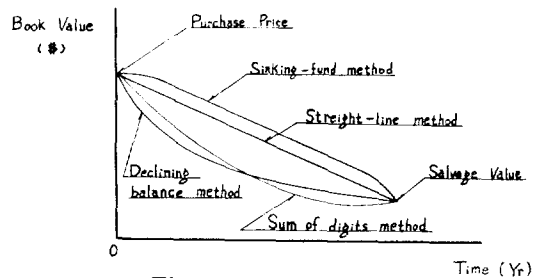 Book Value
($)
Purchase Price
Sinking-fund method
Streight-line method
Declining
balance method
Salvage Value
Sum of digits method
0
Time (Yr)